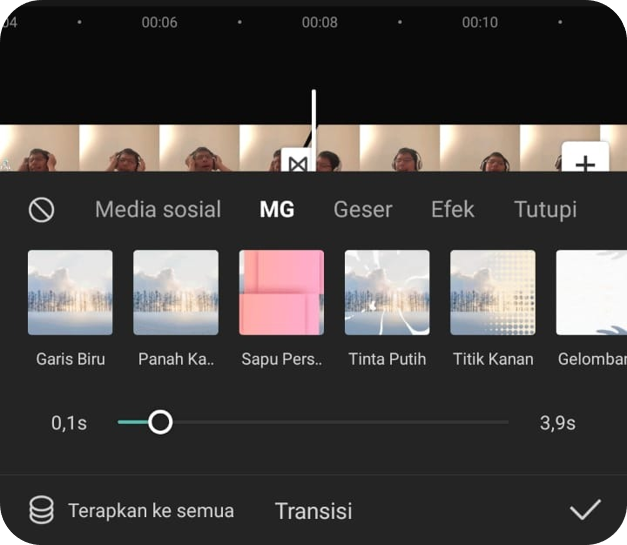 04 • 00:06 • 00:08 • 00:10 •
Media sosial MG Geser Efek Tutupi
Garis Biru Panah Ka.. Sapu Pers.. Tinta Putih Titik Kanan Gelombar
0,1s 3,9s
Terapkan ke semua Transisi